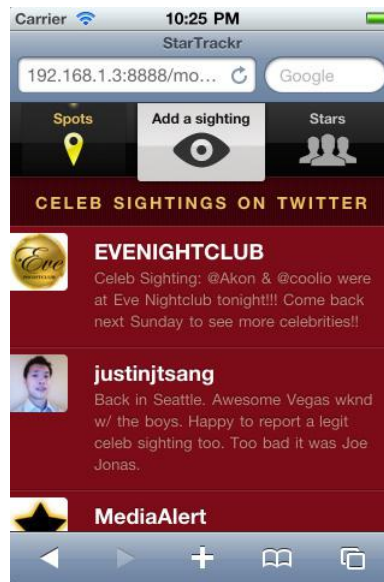 Carrier 10:25 PM
StarTrackr
192.168.1.3:8888/mo... Google
Spots Add a sighting Stars
CELEB SIGHTINGS ON TWITTER
Eve
EVENIGHTCLUB
Celeb Sighting: @Akon & @coolio were
at Eve Nightclub tonight!!! Come back
next Sunday to see more celebrities!!
justinjtsang
Back in Seattle. Awesome Vegas wknd
w/ the boys. Happy to report a legit
celeb sighting too. Too bad it was Joe
Jonas.
MediaAlert